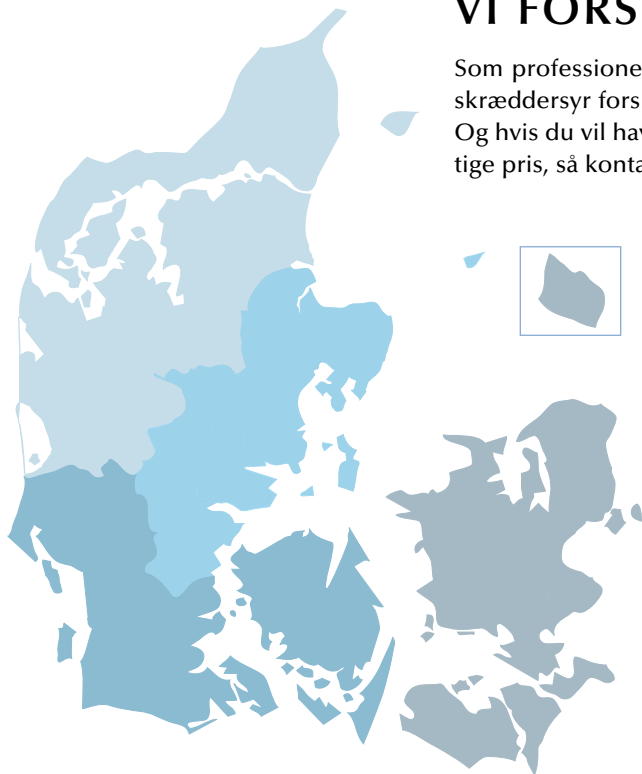 VI FORS
Som professione
skræddersyr fors
Og hvis du vil hav
tige pris, så konta